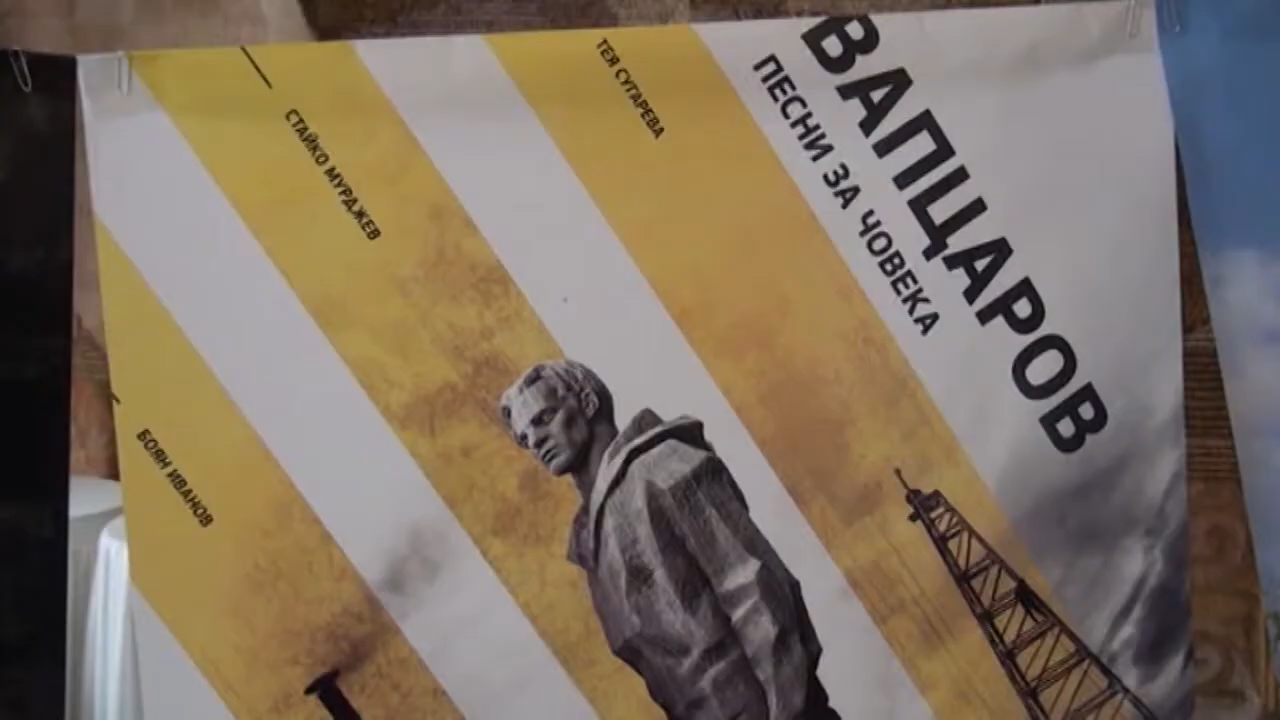 ВАПЦАРОВ
ПЕСНИ ЗА ЧОВЕКА
ТЕЯ СУГАРЕВА
СТАЙКО МУРДЖЕВ
БОЯН ИВАНОВ